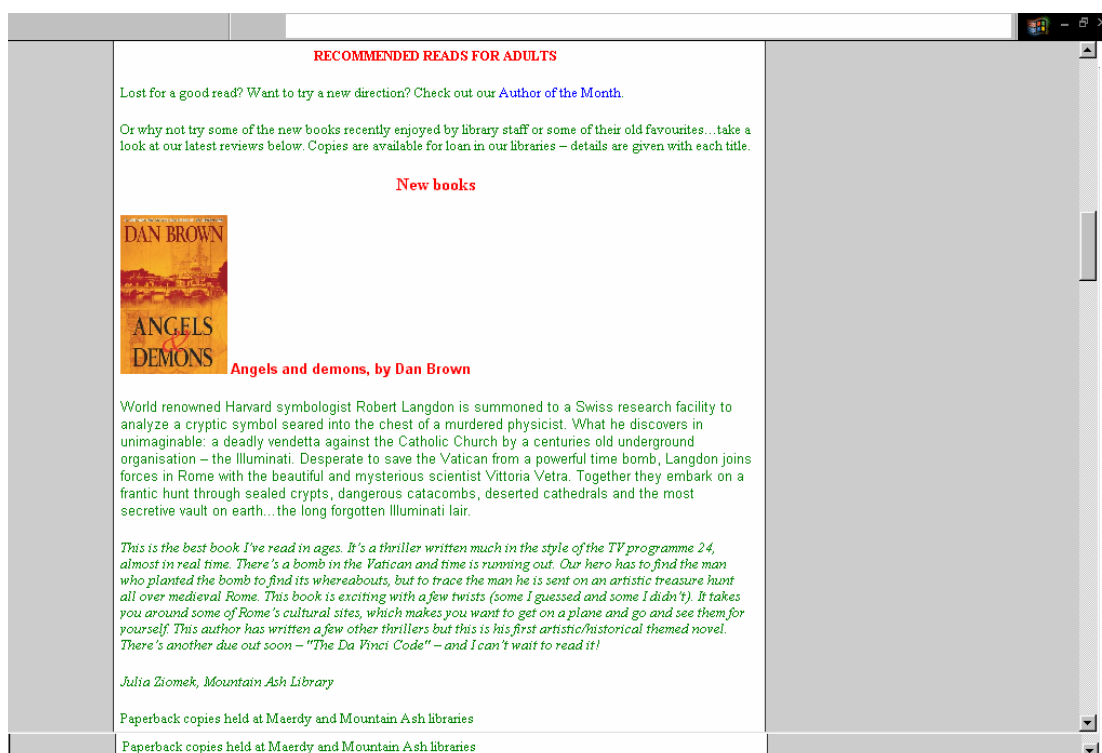 RECOMMENDED READS FOR ADULTS
Lost for a good read? Want to try a new direction? Check out our Author of the Month.
Or why not try some of the new books recently enjoyed by library staff or some of their old favourites…take a
look at our latest reviews below. Copies are available for loan in our libraries – details are given with each title.
New books
DAN BROWN
ANGELS
&
DEMONS
Angels and demons, by Dan Brown
World renowned Harvard symbologist Robert Langdon is summoned to a Swiss research facility to
analyze a cryptic symbol seared into the chest of a murdered physicist. What he discovers in
unimaginable: a deadly vendetta against the Catholic Church by a centuries old underground
organisation – the Illuminati. Desperate to save the Vatican from a powerful time bomb, Langdon joins
forces in Rome with the beautiful and mysterious scientist Vittoria Vetra. Together they embark on a
frantic hunt through sealed crypts, dangerous catacombs, deserted cathedrals and the most
secretive vault on earth…the long forgotten Illuminati lair.
This is the best book I've read in ages. It's a thriller written much in the style of the TV programme 24,
almost in real time. There's a bomb in the Vatican and time is running out. Our hero has to find the man
who planted the bomb to find its whereabouts, but to trace the man he is sent on an artistic treasure hunt
all over medieval Rome. This book is exciting with a few twists (some I guessed and some I didn't). It takes
you around some of Rome's cultural sites, which makes you want to get on a plane and go and see them for
yourself. This author has written a few other thrillers but this is his first artistic/historical themed novel.
There's another due out soon – "The Da Vinci Code" – and I can't wait to read it!
Julia Ziomek, Mountain Ash Library
Paperback copies held at Maerdy and Mountain Ash libraries
Paperback copies held at Maerdy and Mountain Ash libraries